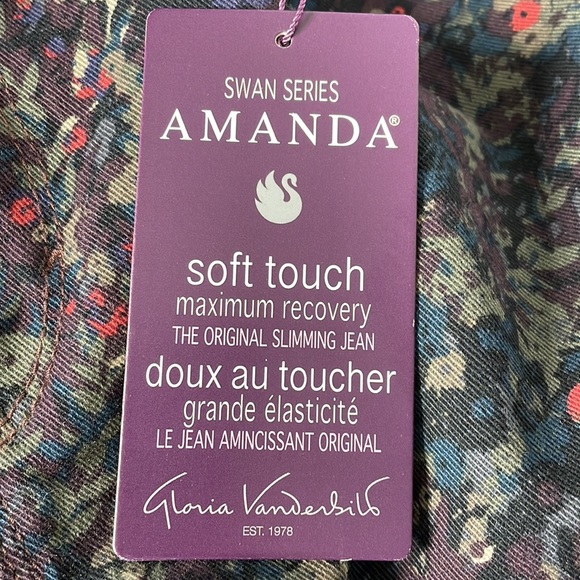 SWAN SERIES
AMANDA®
soft touch
maximum recovery
THE ORIGINAL SLIMMING JEAN
doux au toucher
grande élasticité
LE JEAN AMINCISSANT ORIGINAL
Gloria Vanderbilt
EST. 1978